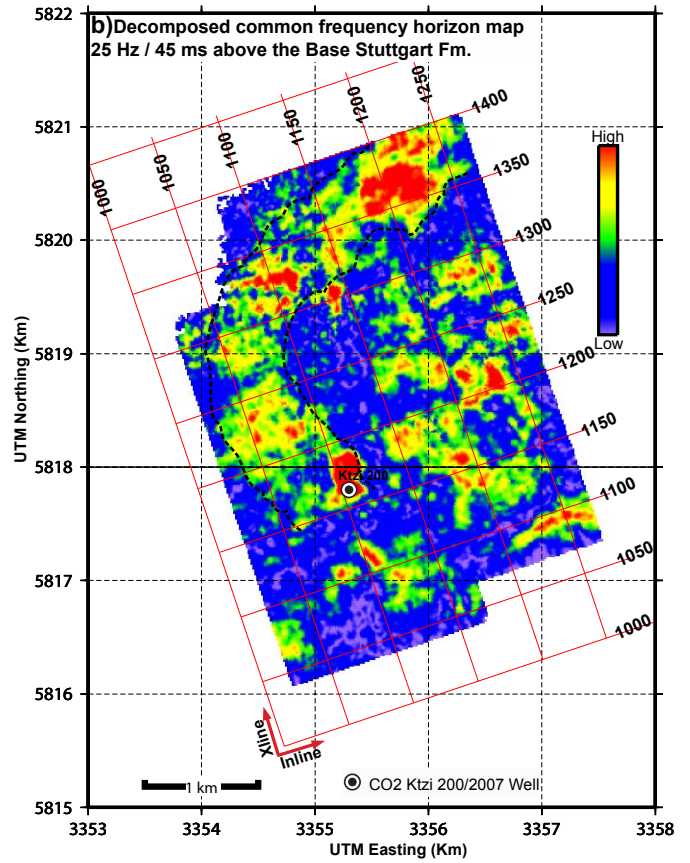 b)Decomposed common frequency horizon map
25 Hz / 45 ms above the Base Stuttgart Fm.
5822
5821
5820
5819
5818
5817
5816
5815
UTM Northing (Km)
1000
1050
1100
1150
1200
1250
1400
1350
1300
1250
1200
1150
1100
1050
1000
High
Low
Ktzi 200
Xline
Inline
1 km
CO2 Ktzi 200/2007 Well
3353
3354
3355
3356
3357
3358
UTM Easting (Km)